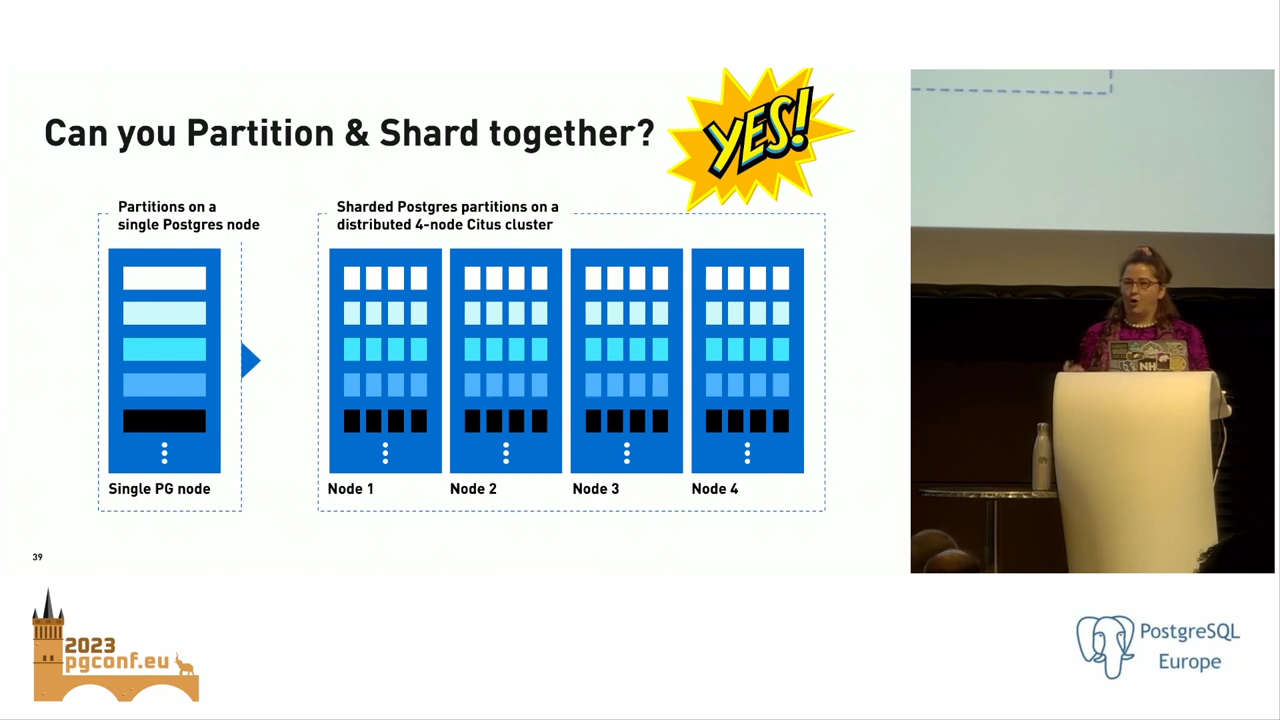 Can you Partition & Shard together?
YES!
Partitions on a
single Postgres node
Sharded Postgres partitions on a
distributed 4-node Citus cluster
Single PG node
Node 1
Node 2
Node 3
Node 4
39
NH
2023
pgconf.eu
PostgreSQL
Europe